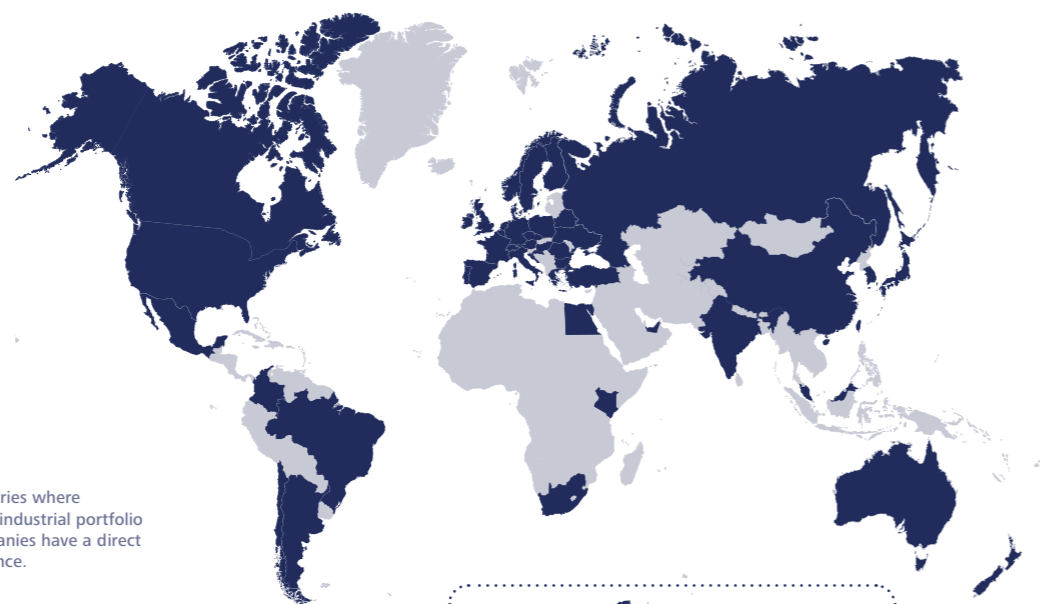 ries where
industrial portfolio
anies have a direct
nce.